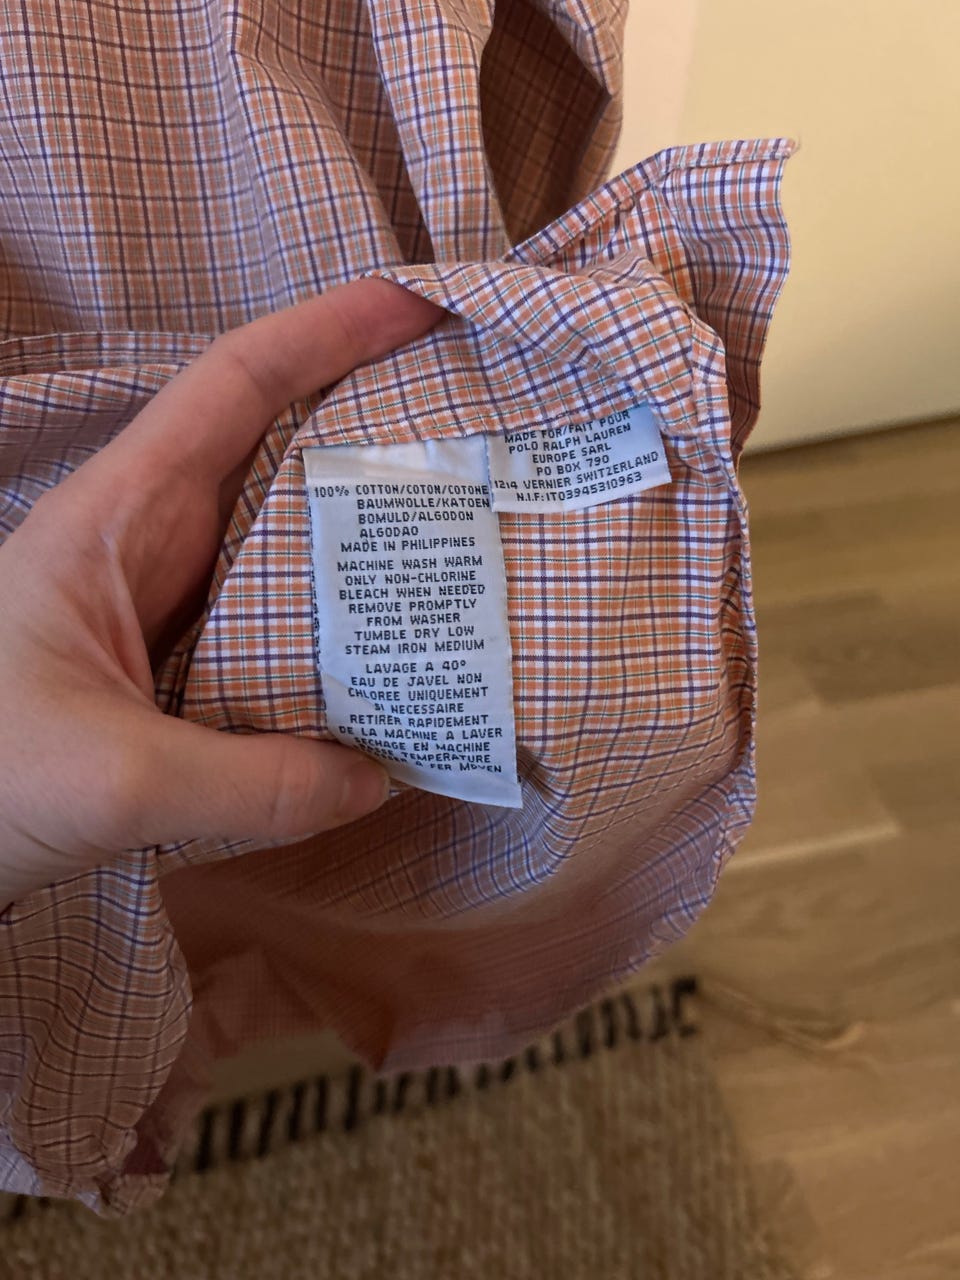 100% COTTON/COTON/COTONE
BAUMWOLLE/KATOEN
BOMULD/ALGODON
ALGODAO
MADE IN PHILIPPINES
MACHINE WASH WARM
ONLY NON-CHLORINE
BLEACH WHEN NEEDED
REMOVE PROMPTLY
FROM WASHER
TUMBLE DRY LOW
STEAM IRON MEDIUM
LAVAGE A 40°
EAU DE JAVEL NON
CHLOREE UNIQUEMENT
SI NECESSAIRE
RETIRER RAPIDEMENT
DE LA MACHINE A LAVER
SECHAGE EN MACHINE
TEMPERATURE
A FER MOYEN
MADE FOR/FAIT POUR
POLO RALPH LAUREN
EUROPE SARL
PO BOX 790
1214 VERNIER SWITZERLAND
N.I.F:IT03945310963